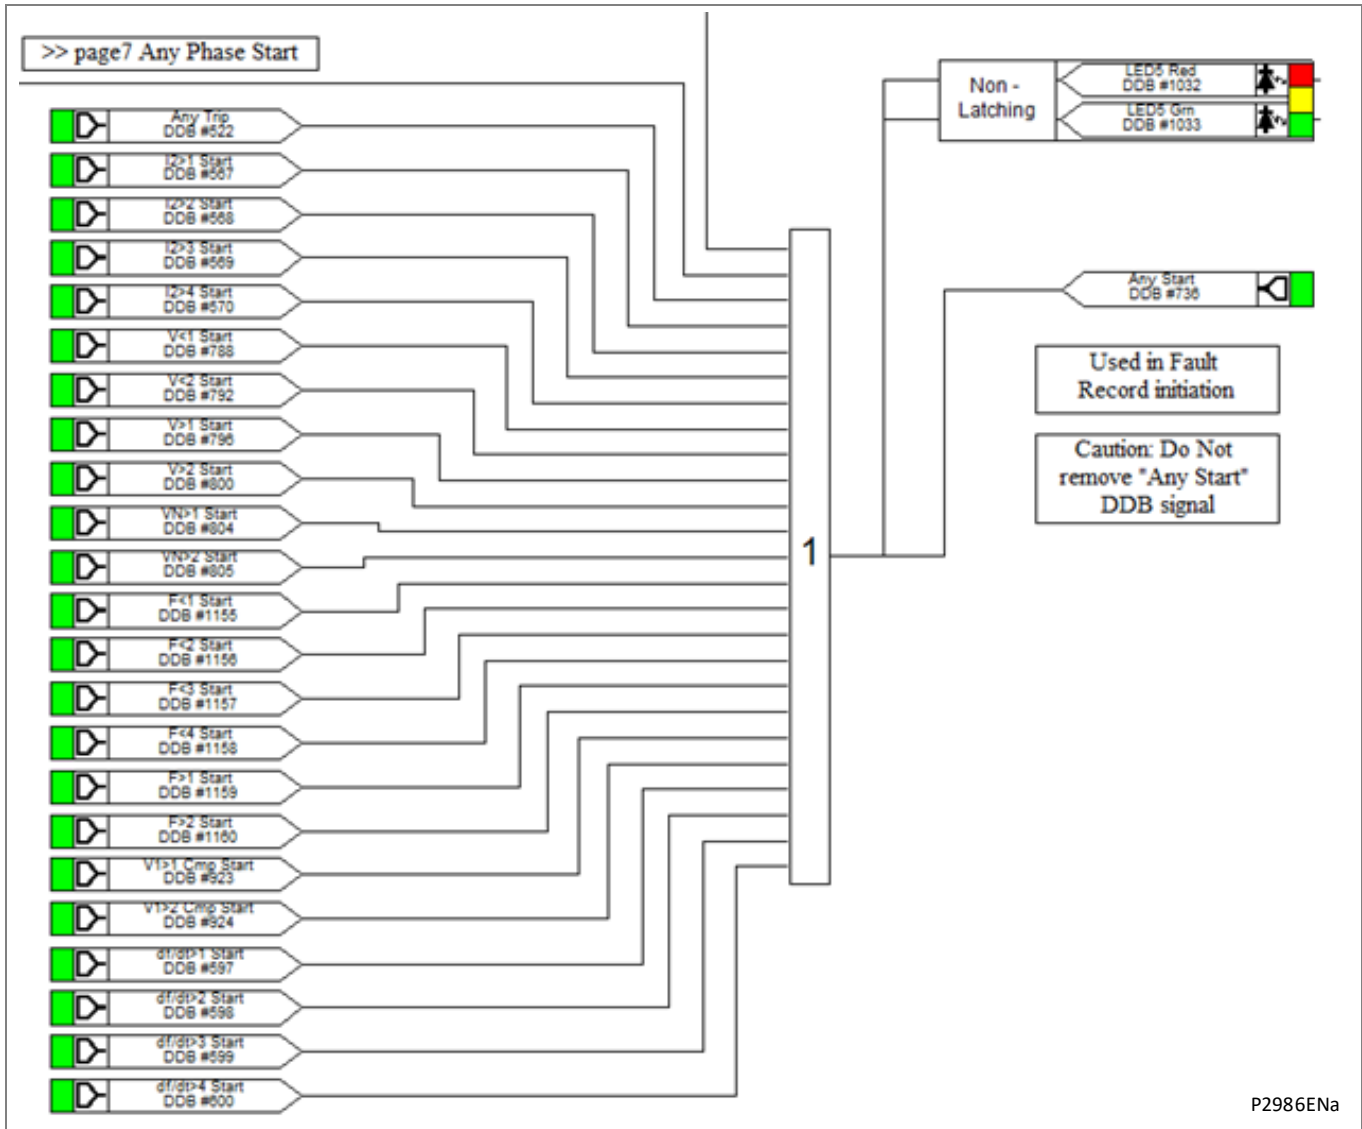 >> page7 Any Phase Start
Any Trip
DDB #522
I2>1 Start
DDB #567
I2>2 Start
DDB #568
I2>3 Start
DDB #569
I2>4 Start
DDB #570
V<1 Start
DDB #788
V<2 Start
DDB #792
V>1 Start
DDB #796
V>2 Start
DDB #800
VN>1 Start
DDB #804
VN>2 Start
DDB #805
F<1 Start
DDB #1155
F<2 Start
DDB #1156
F<3 Start
DDB #1157
F<4 Start
DDB #1158
F>1 Start
DDB #1159
F>2 Start
DDB #1160
V1>1 Cmp Start
DDB #923
V1>2 Cmp Start
DDB #924
df/dt>1 Start
DDB #597
df/dt>2 Start
DDB #598
df/dt>3 Start
DDB #599
df/dt>4 Start
DDB #600
1
Non -
Latching
LED5 Red
DDB #1032
LED5 Grn
DDB #1033
Any Start
DDB #736
Used in Fault
Record initiation
Caution: Do Not
remove "Any Start"
DDB signal
P2986ENa